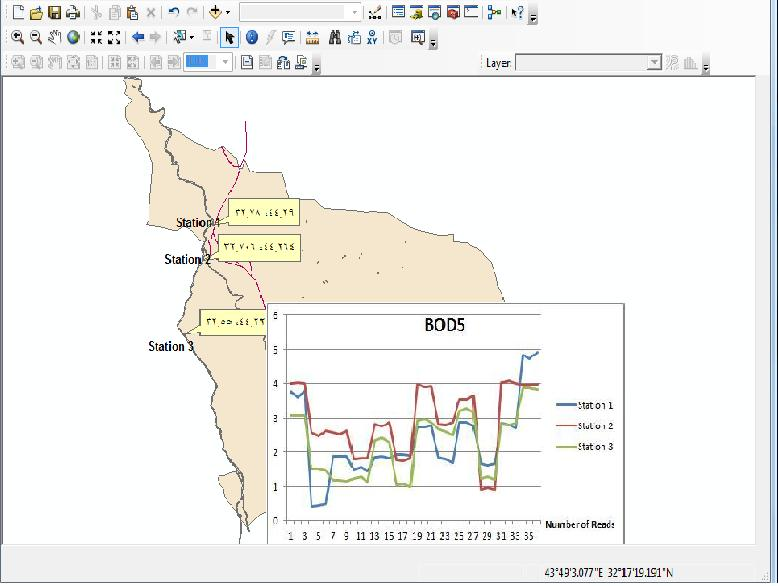 Layer
Station 1
٣٢,٧٨ ،٤٤,٢٩
Station 2
٣٢,٧٠٦ ،٤٤,٢٦٤
٣٢,٥٥ ،٤٤,٢٣
Station 3
BOD5
6
5
4
3
2
1
0
1 3 5 7 9 11 13 15 17 19 21 23 25 27 29 31 33 35
Number of Reads
Station 1
Station 2
Station 3
43°49'3.077"E 32°17'19.191"N